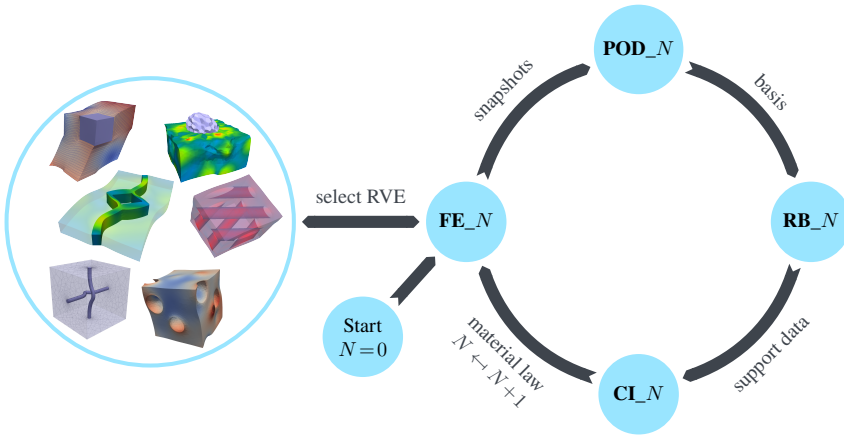 POD_N
snapshots
basis
select RVE
FE_N
RB_N
Start
N=0
material law
N ↤ N+1
support data
CI_N